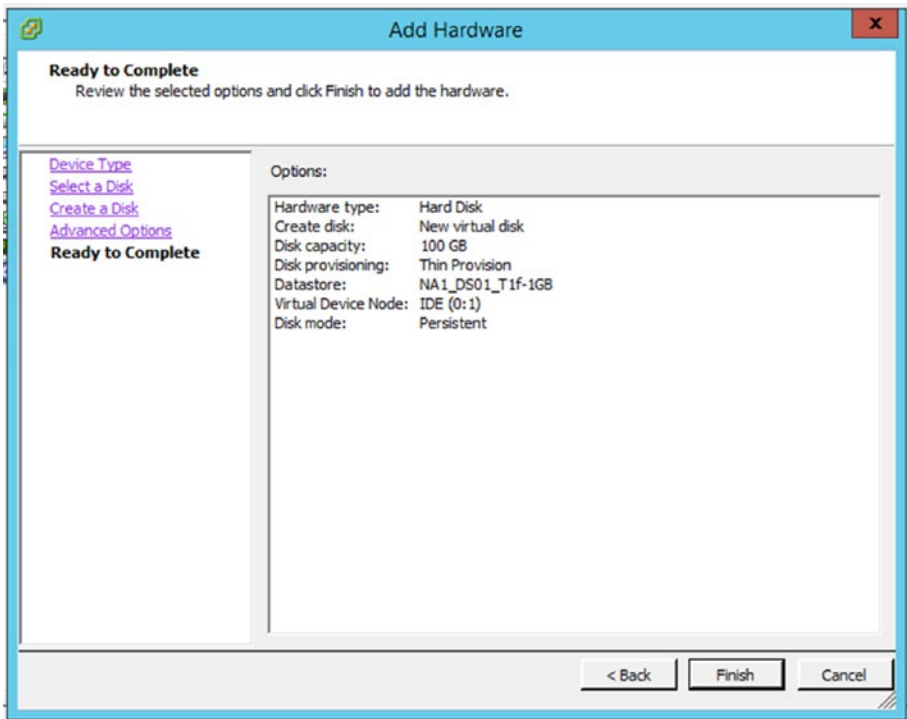 Add Hardware
x
Ready to Complete
Review the selected options and click Finish to add the hardware.
Device Type
Select a Disk
Create a Disk
Advanced Options
Ready to Complete
Options:
Hardware type: Hard Disk
Create disk: New virtual disk
Disk capacity: 100 GB
Disk provisioning: Thin Provision
Datastore: NA1_DS01_T1f-1GB
Virtual Device Node: IDE (0:1)
Disk mode: Persistent
< Back Finish Cancel